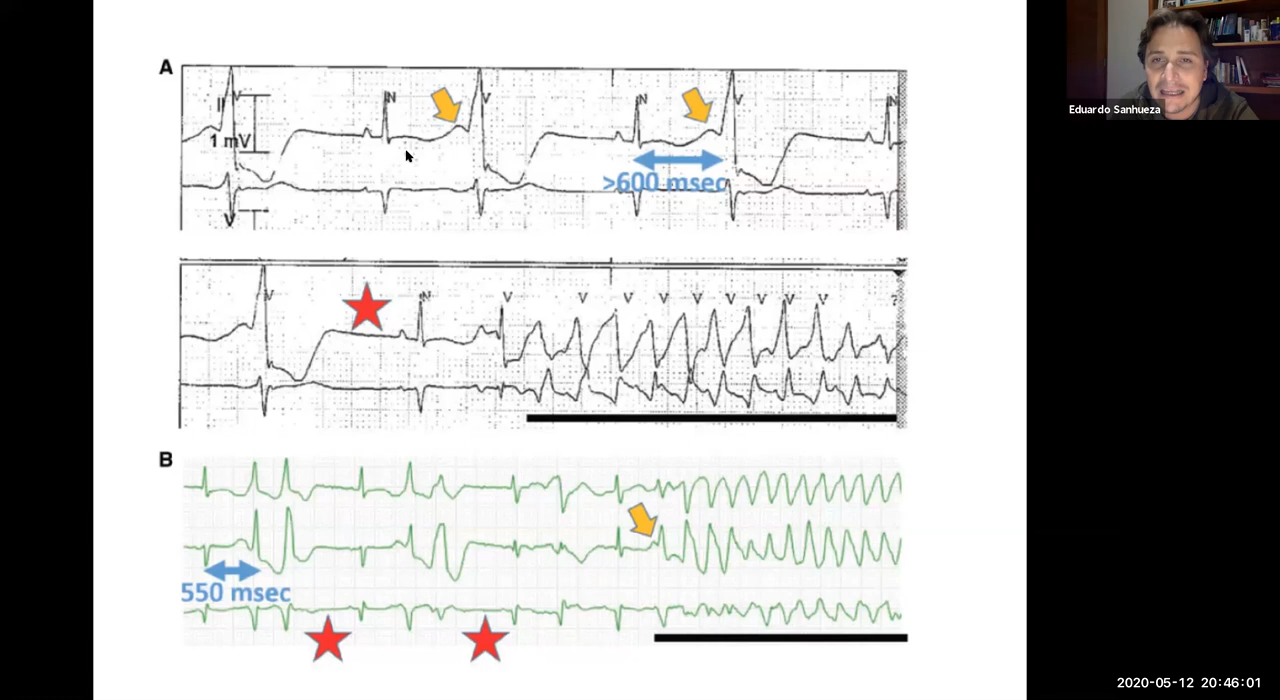 A
II
V
N
V
N
V
N
1 mV
>600 msec
V
V
N
V
V
V
V
V
V
V
V
V
?
B
550 msec
Eduardo Sanhueza
2020-05-12 20:46:01